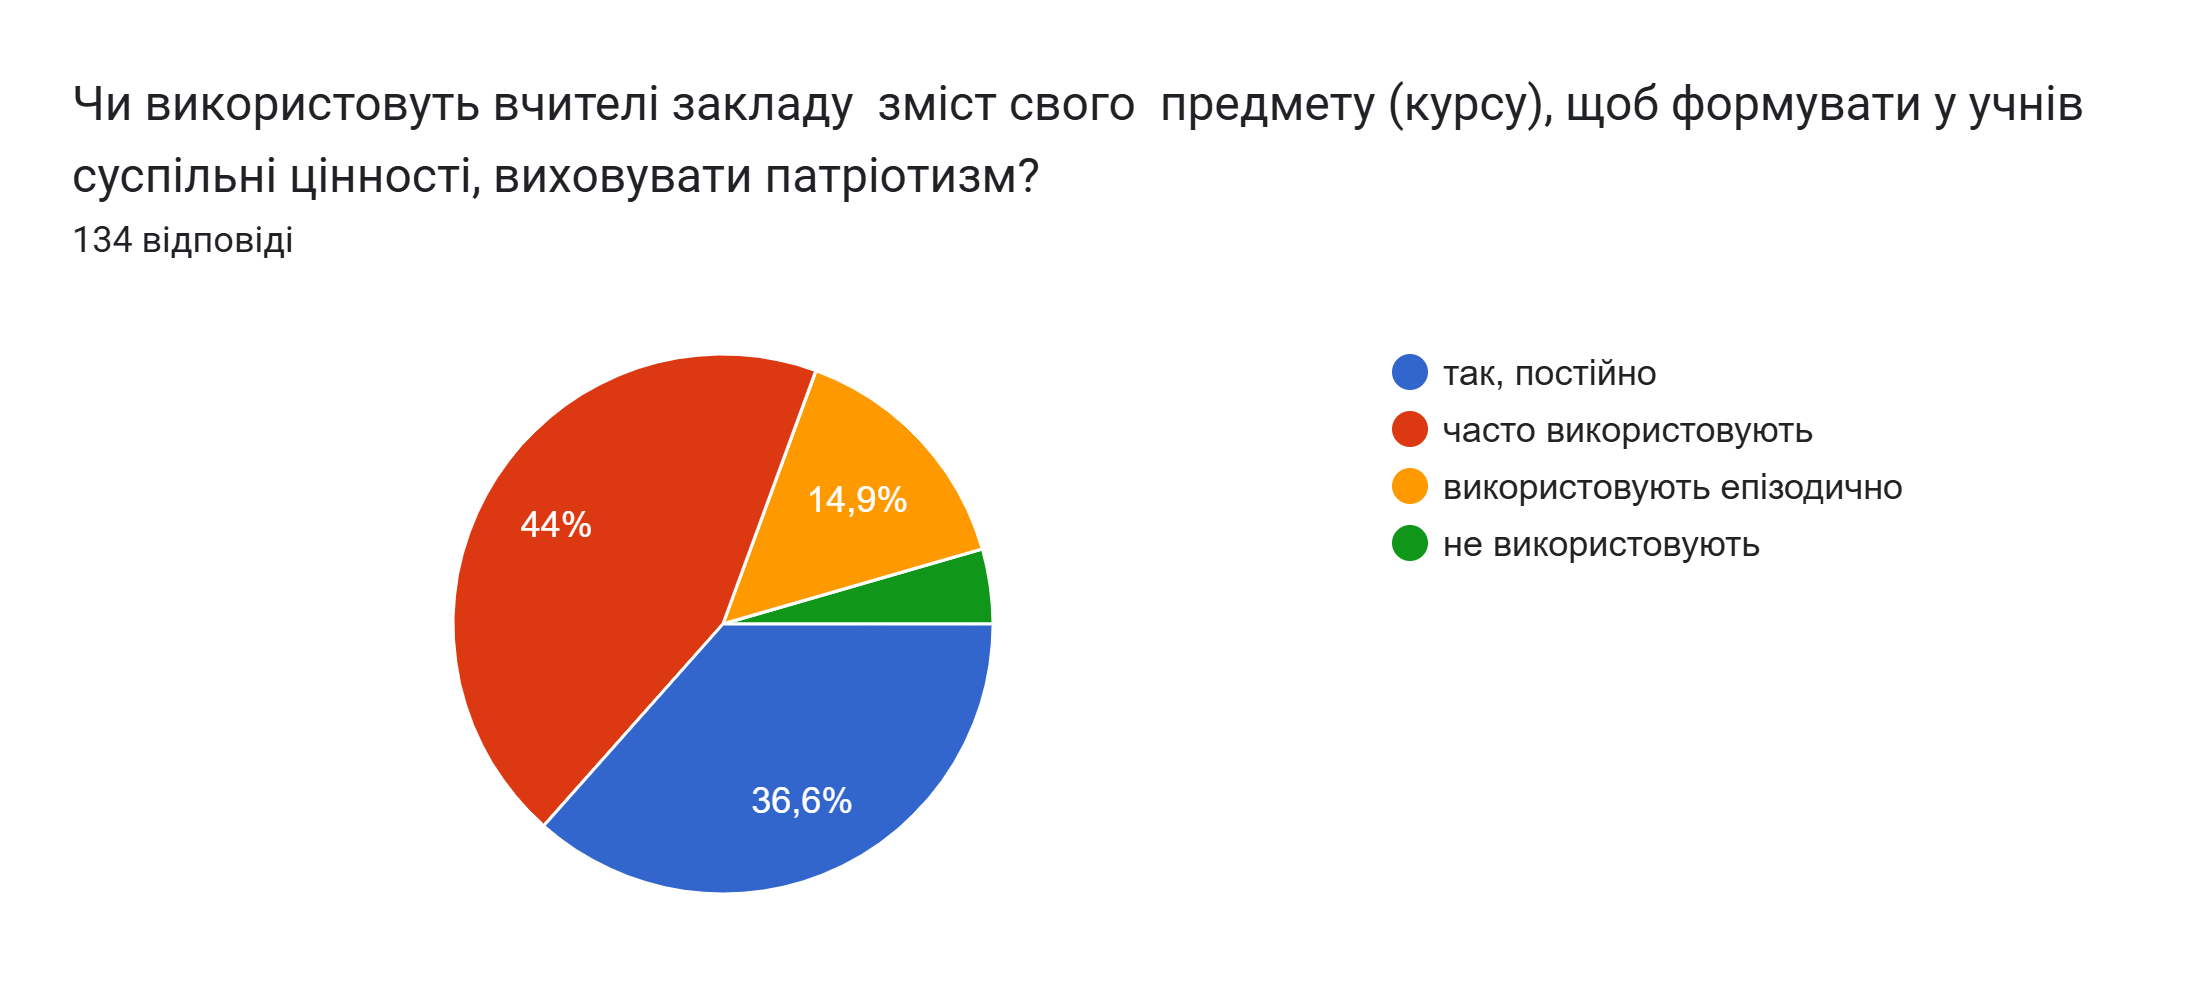 Чи використовуть вчителі закладу  зміст свого  предмету (курсу), щоб формувати у учнів
суспільні цінності, виховувати патріотизм?
134 відповіді
так, постійно
часто використовують
використовують епізодично
не використовують
44%
14,9%
36,6%